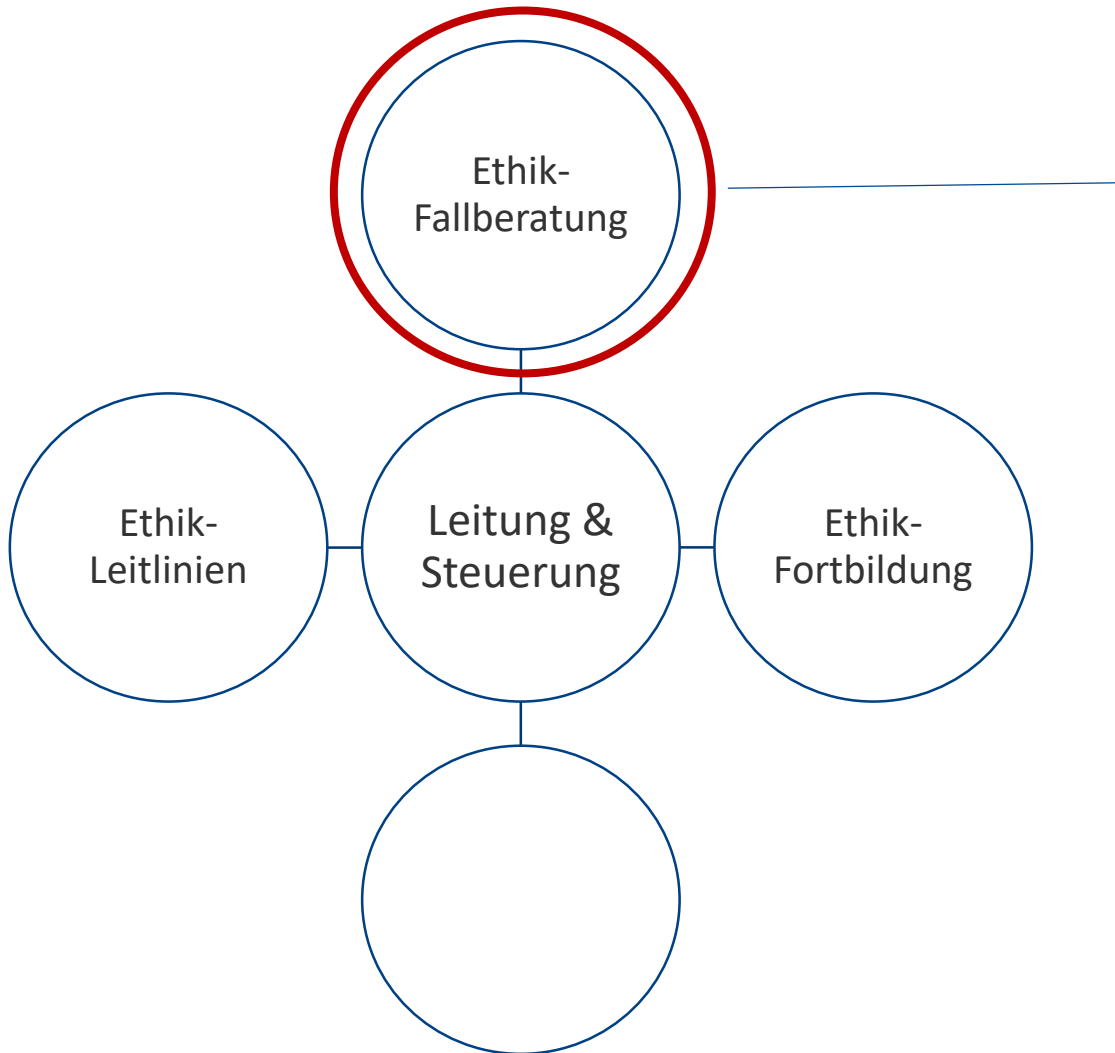 Ethik-
Fallberatung
Ethik-
Leitlinien
Leitung &
Steuerung
Ethik-
Fortbildung